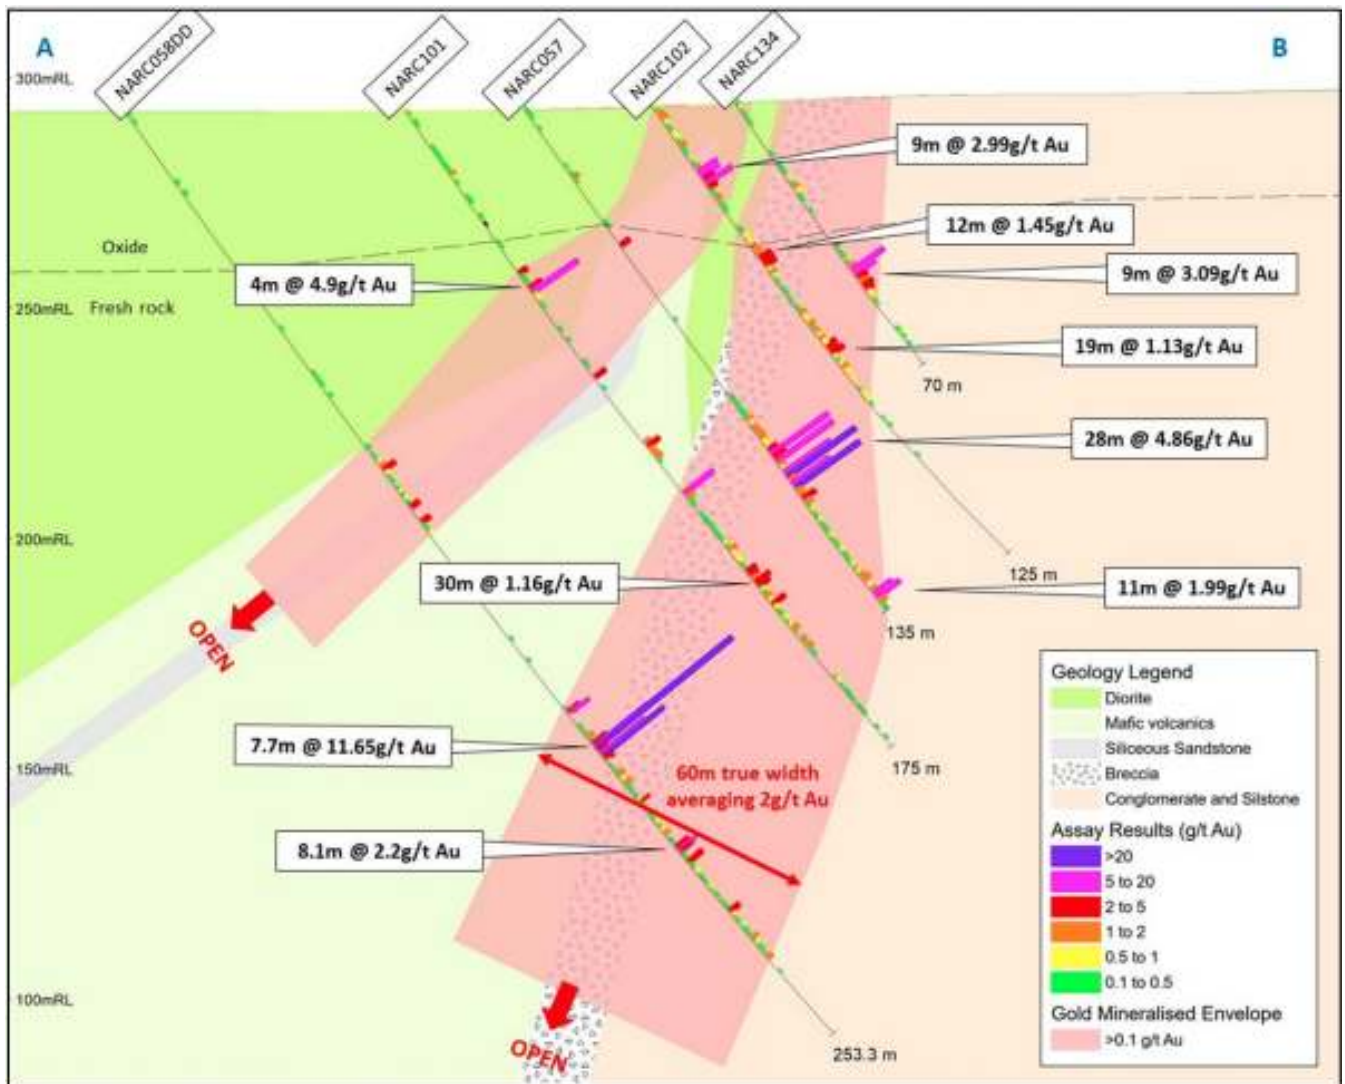 A
B
NARC058DD
NARC101
NARC057
NARC102
NARC134
300mRL
9m @ 2.99g/t Au
12m @ 1.45g/t Au
Oxide
4m @ 4.9g/t Au
9m @ 3.09g/t Au
250mRL
Fresh rock
19m @ 1.13g/t Au
70 m
28m @ 4.86g/t Au
200mRL
30m @ 1.16g/t Au
125 m
11m @ 1.99g/t Au
OPEN
135 m
7.7m @ 11.65g/t Au
150mRL
175 m
60m true width
averaging 2g/t Au
8.1m @ 2.2g/t Au
100mRL
OPEN
253.3 m
Geology Legend
Diorite
Mafic volcanics
Siliceous Sandstone
Breccia
Conglomerate and Silstone
Assay Results (g/t Au)
>20
5 to 20
2 to 5
1 to 2
0.5 to 1
0.1 to 0.5
Gold Mineralised Envelope
>0.1 g/t Au